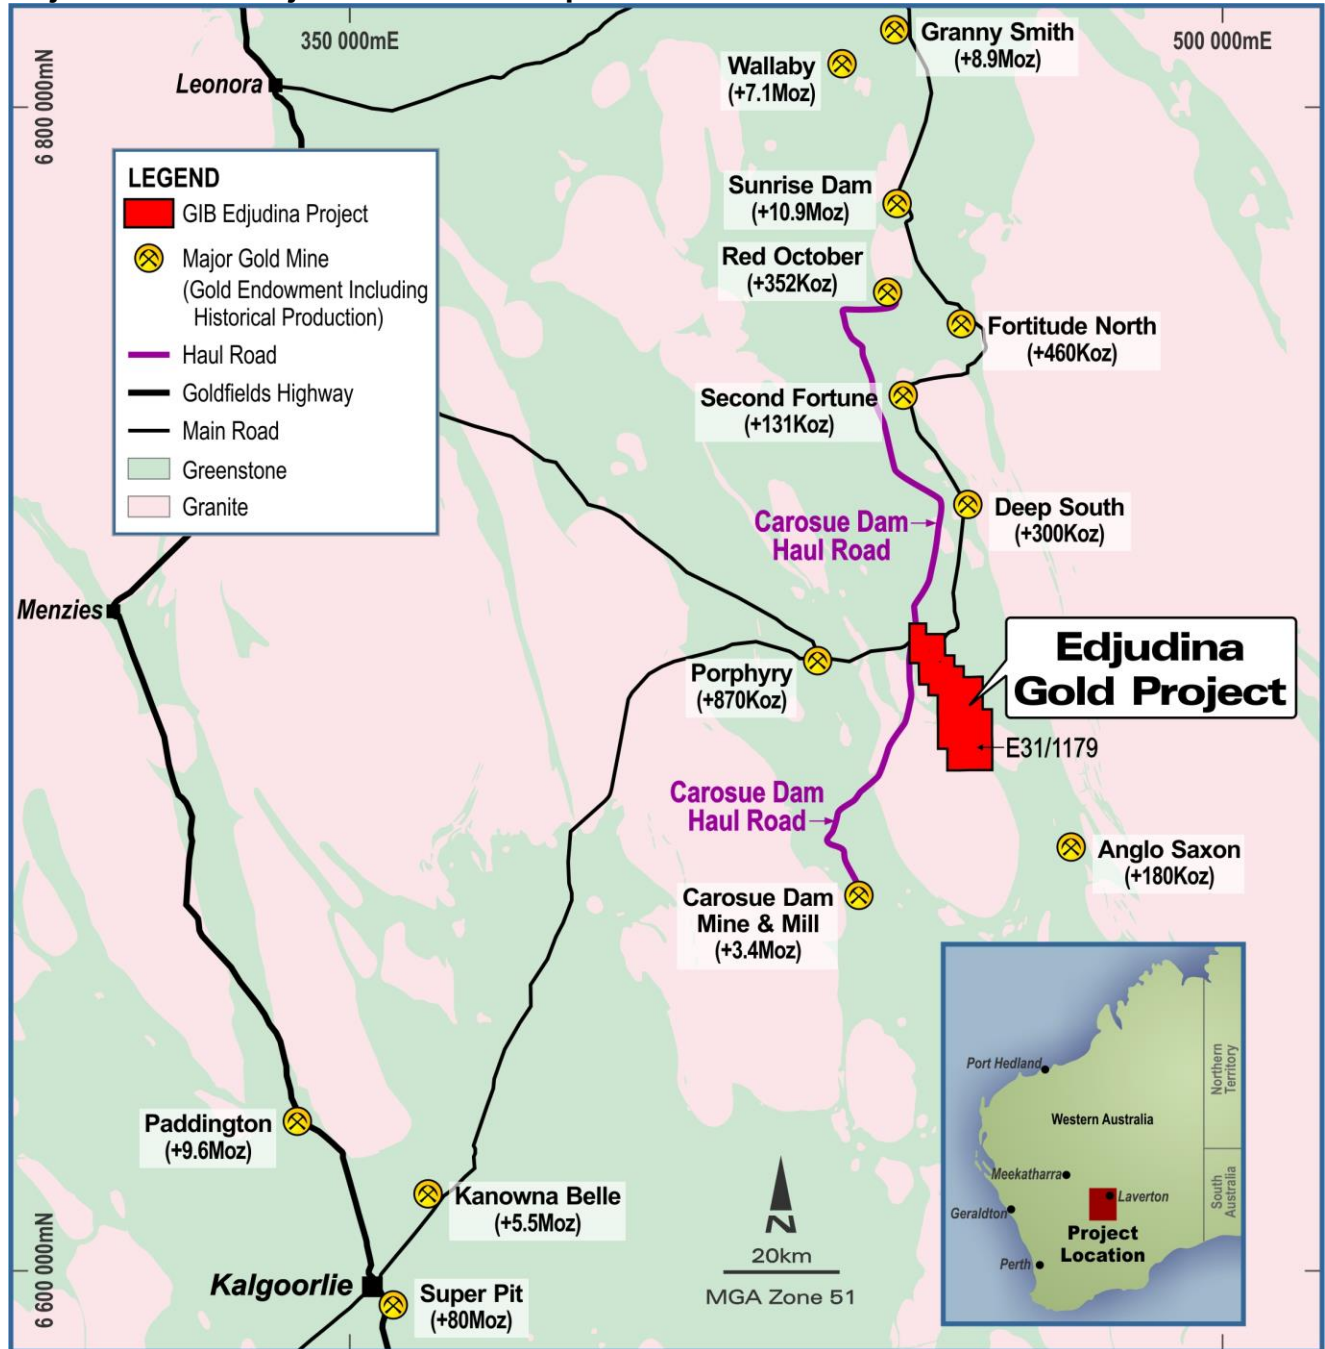 350 000mE
500 000mE
6 800 000mN
6 600 000mN
Leonora
Granny Smith
(+8.9Moz)
Wallaby
(+7.1Moz)
LEGEND
GIB Edjudina Project
Major Gold Mine
(Gold Endowment Including
Historical Production)
Haul Road
Goldfields Highway
Main Road
Greenstone
Granite
Sunrise Dam
(+10.9Moz)
Red October
(+352Koz)
Fortitude North
(+460Koz)
Second Fortune
(+131Koz)
Deep South
(+300Koz)
Carosue Dam
Haul Road
Menzies
Edjudina
Gold Project
Porphyry
(+870Koz)
E31/1179
Carosue Dam
Haul Road
Anglo Saxon
(+180Koz)
Carosue Dam
Mine & Mill
(+3.4Moz)
Paddington
(+9.6Moz)
Kanowna Belle
(+5.5Moz)
Kalgoorlie
Super Pit
(+80Moz)
N
20km
MGA Zone 51
Port Hedland
Northern
Territory
Western Australia
Meekatharra
Laverton
South
Australia
Geraldton
Project
Location
Perth